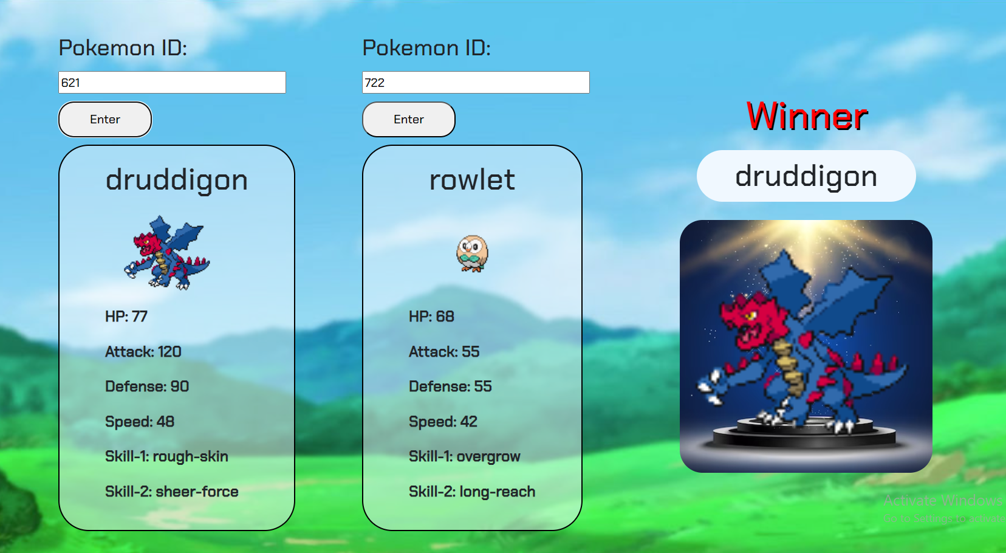 Pokemon ID:
621
Enter
druddigon
HP: 77
Attack: 120
Defense: 90
Speed: 48
Skill-1: rough-skin
Skill-2: sheer-force
Pokemon ID:
722
Enter
rowlet
HP: 68
Attack: 55
Defense: 55
Speed: 42
Skill-1: overgrow
Skill-2: long-reach
Winner
druddigon
Activate Window